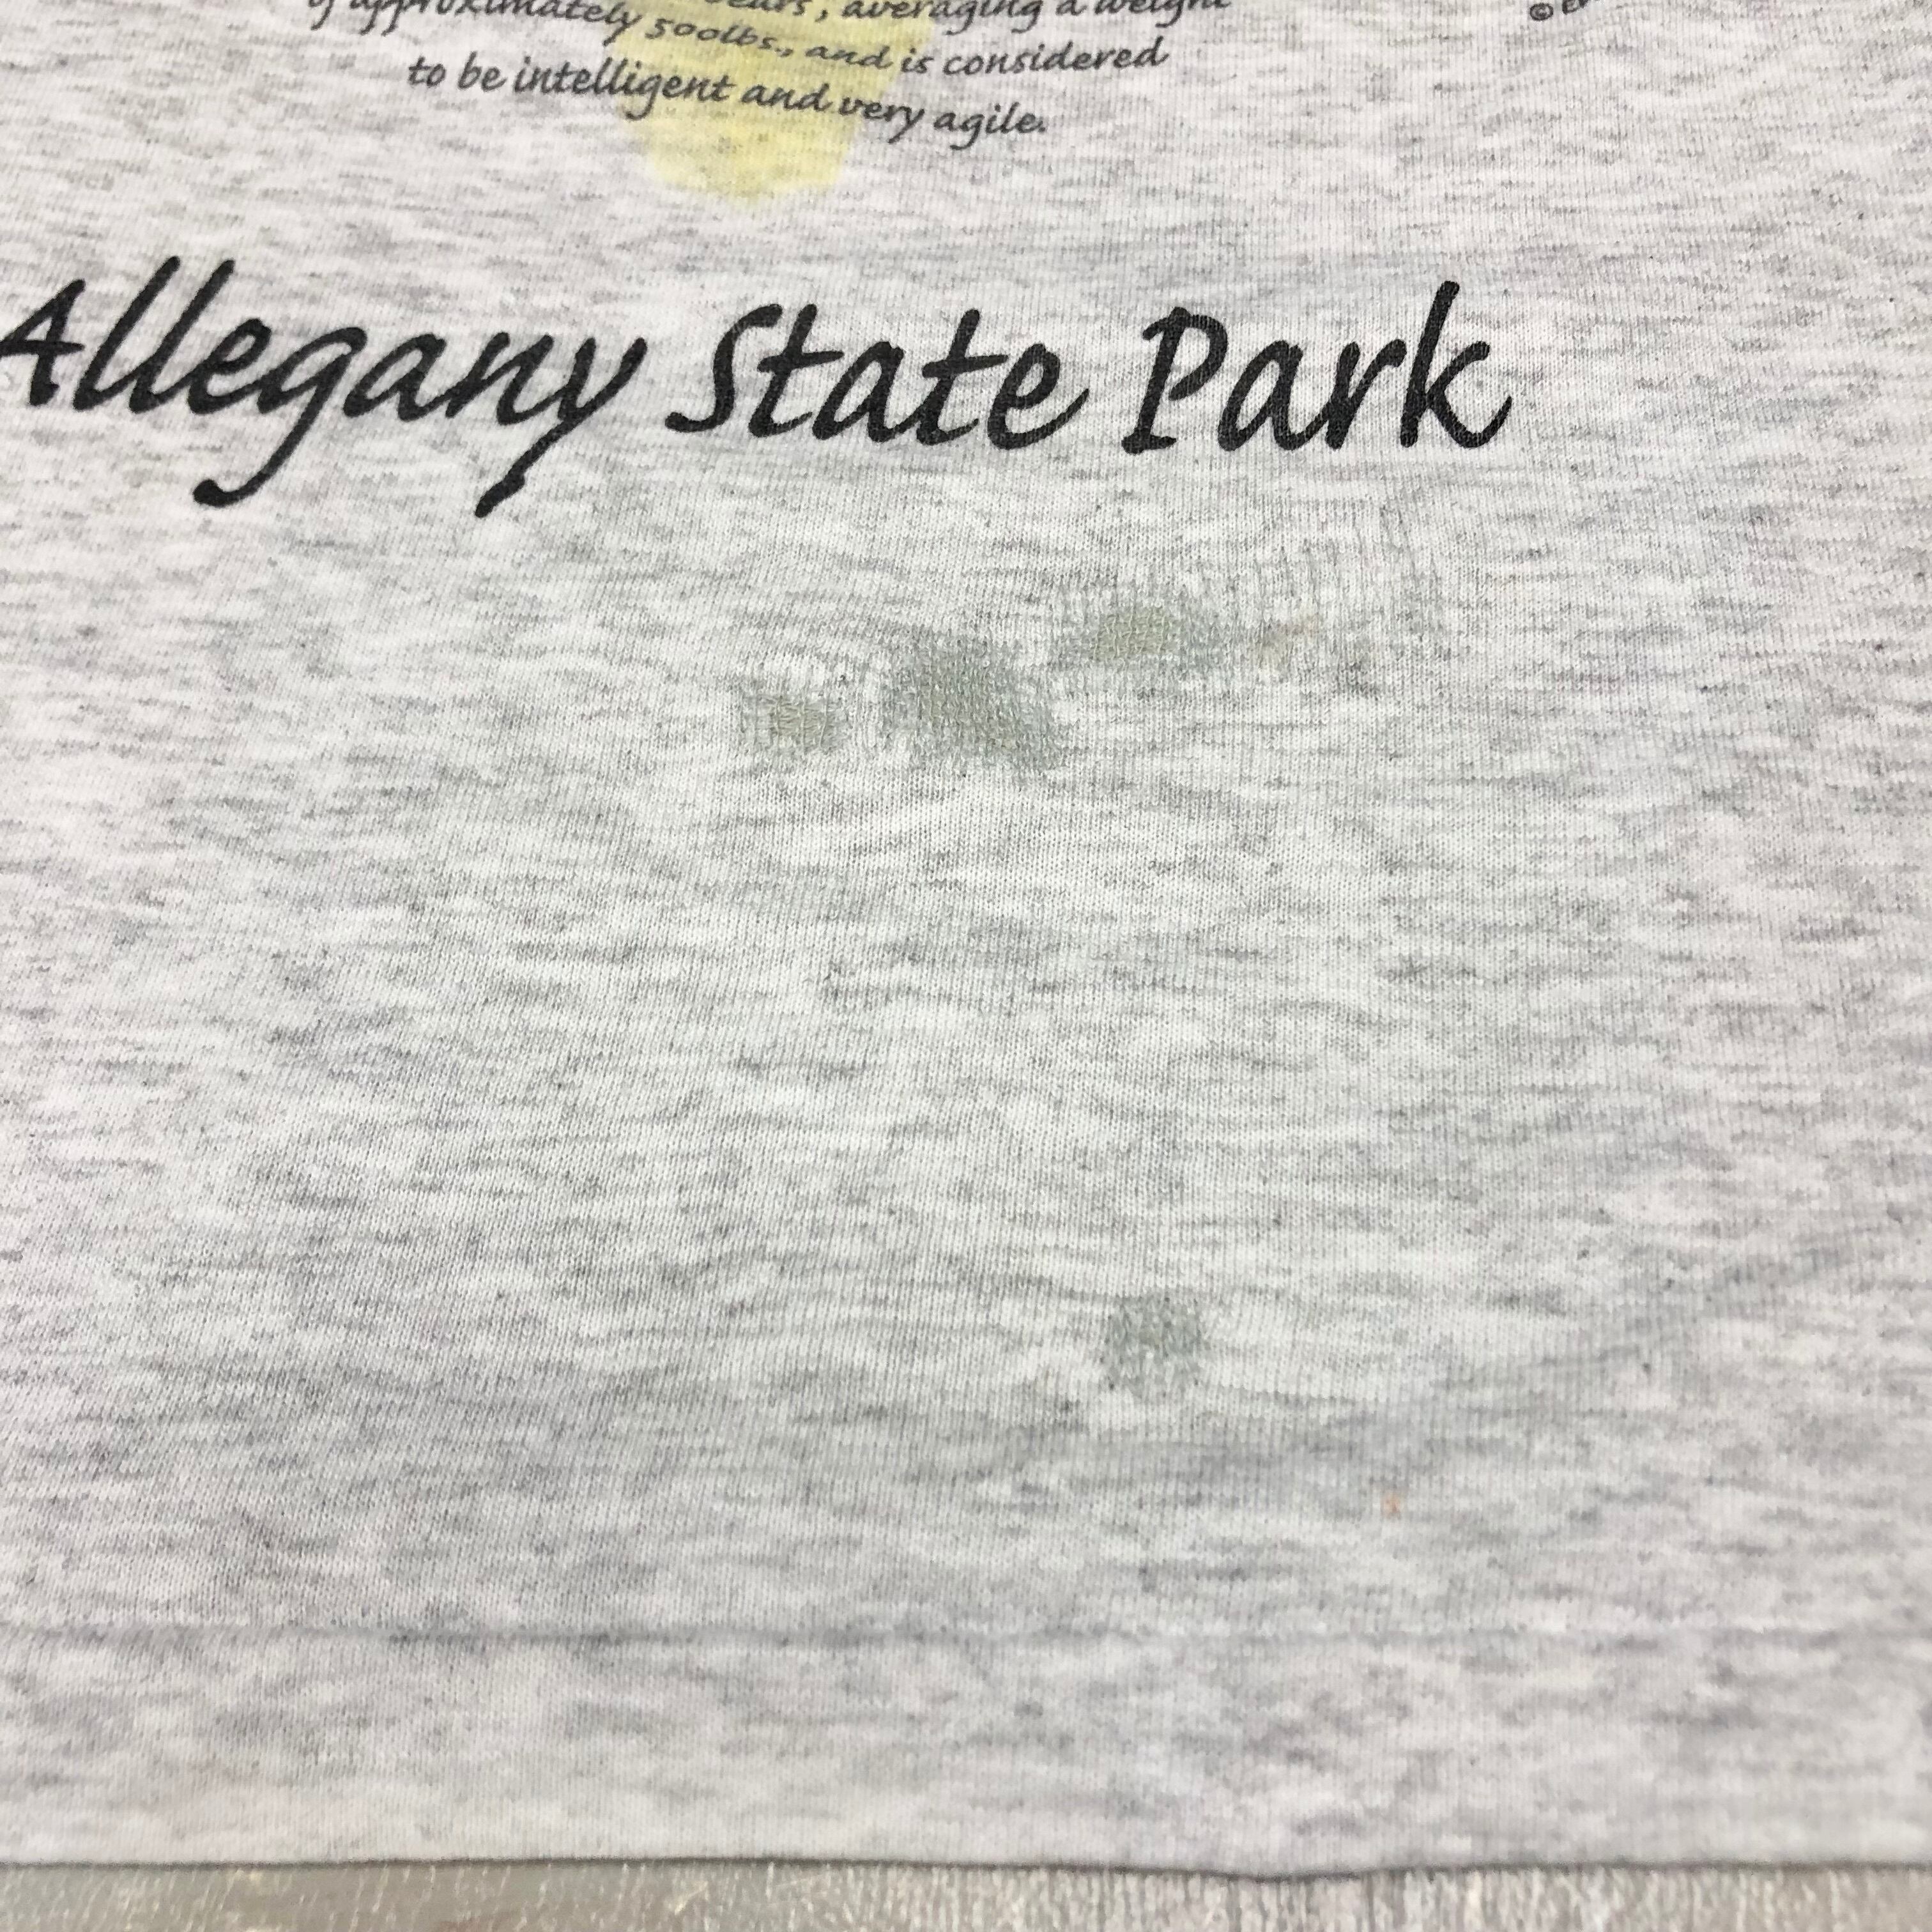 of approximately 500lbs., and is considered
to be intelligent and very agile.
Allegany State Park